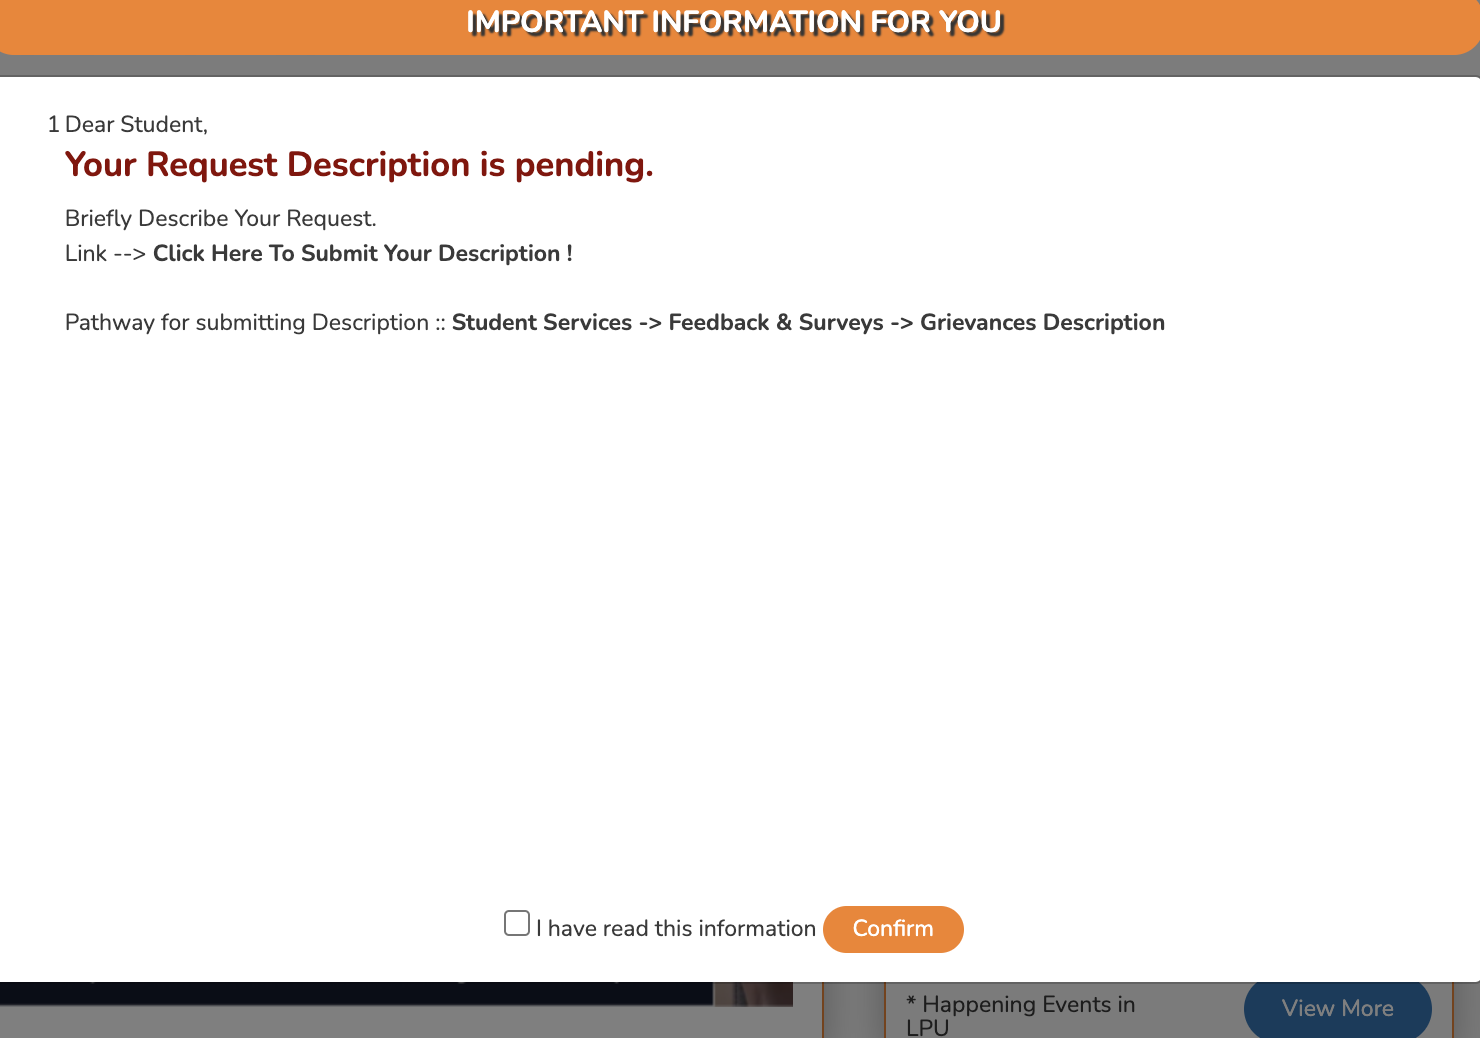 IMPORTANT INFORMATION FOR YOU
1 Dear Student,
Your Request Description is pending.
Briefly Describe Your Request.
Link --> Click Here To Submit Your Description !
Pathway for submitting Description :: Student Services -> Feedback & Surveys -> Grievances Description
I have read this information Confirm
* Happening Events in
LPU
View More